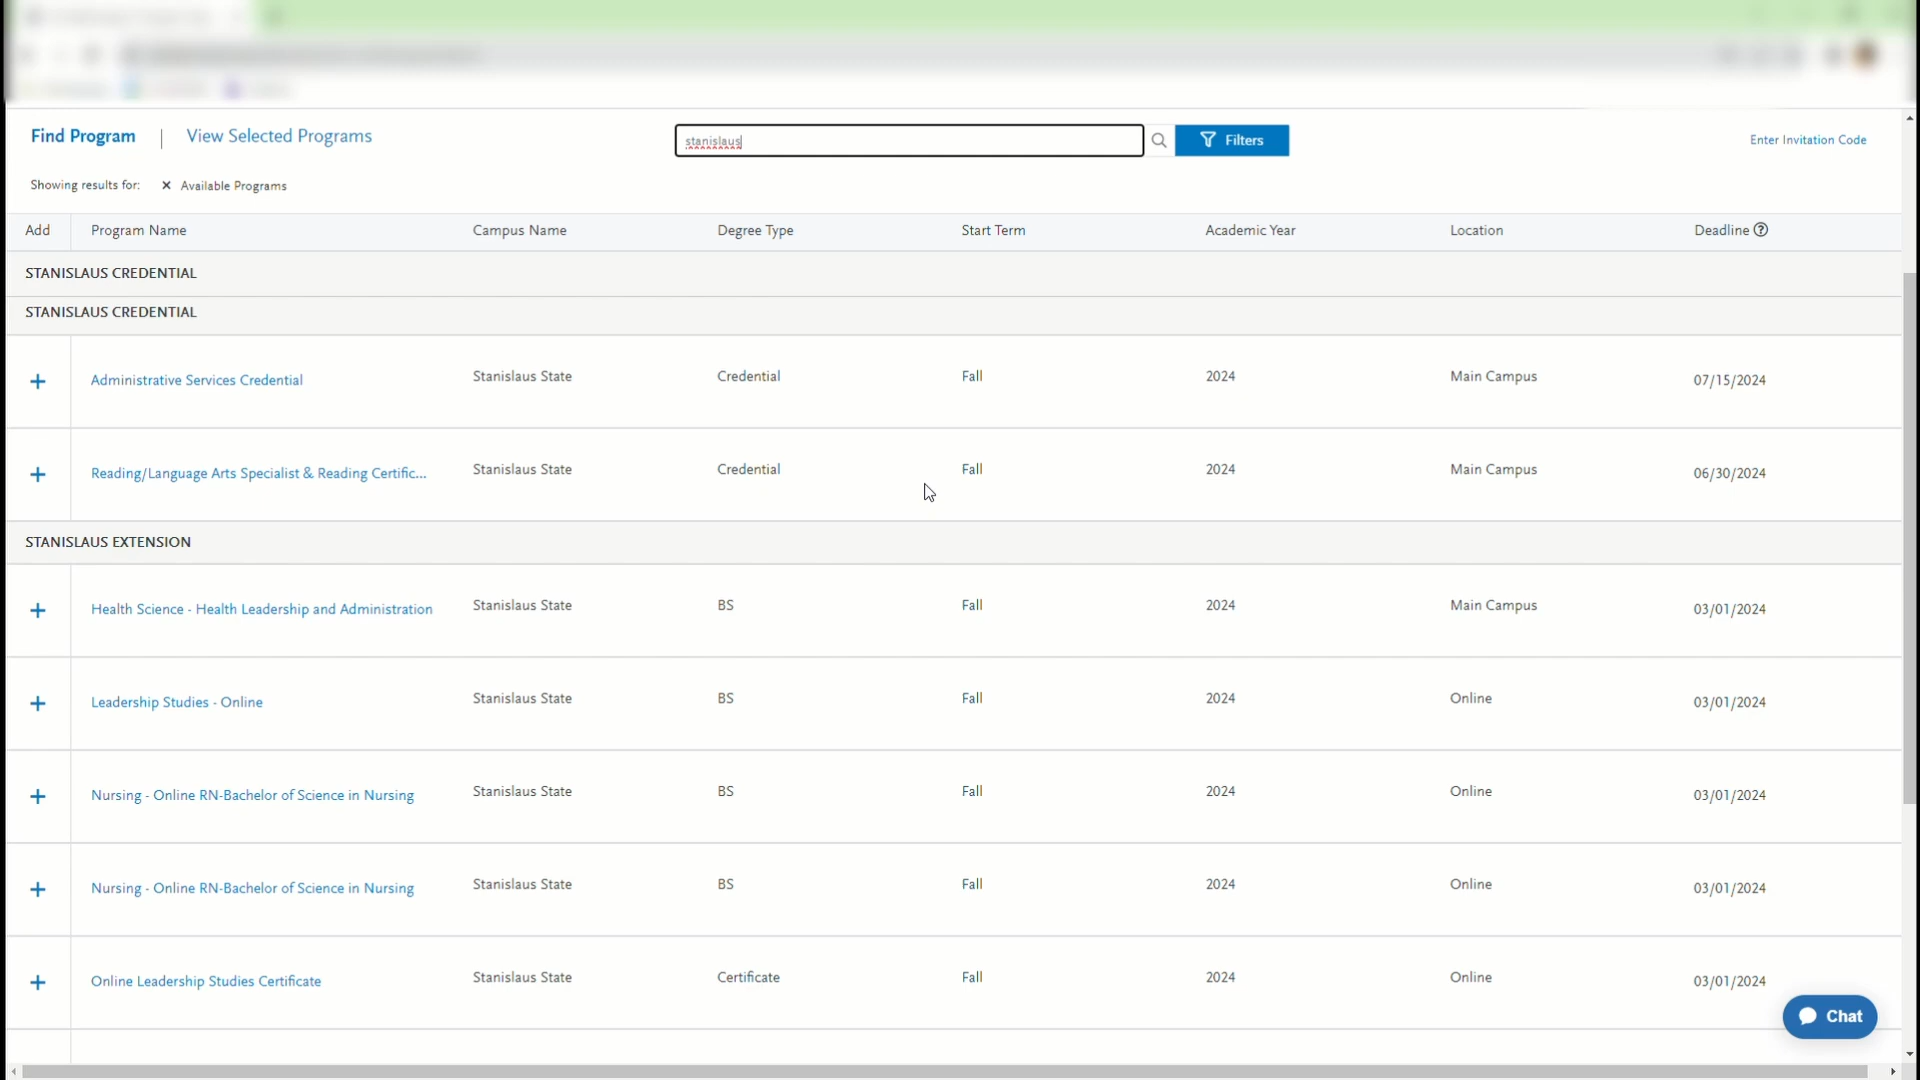 Find Program | View Selected Programs stanislaus Filters Enter Invitation Code
Showing results for: ✕ Available Programs
Add Program Name Campus Name Degree Type Start Term Academic Year Location Deadline ?
STANISLAUS CREDENTIAL
STANISLAUS CREDENTIAL
+ Administrative Services Credential Stanislaus State Credential Fall 2024 Main Campus 07/15/2024
+ Reading/Language Arts Specialist & Reading Certific... Stanislaus State Credential Fall 2024 Main Campus 06/30/2024
STANISLAUS EXTENSION
+ Health Science - Health Leadership and Administration Stanislaus State BS Fall 2024 Main Campus 03/01/2024
+ Leadership Studies - Online Stanislaus State BS Fall 2024 Online 03/01/2024
+ Nursing - Online RN-Bachelor of Science in Nursing Stanislaus State BS Fall 2024 Online 03/01/2024
+ Nursing - Online RN-Bachelor of Science in Nursing Stanislaus State BS Fall 2024 Online 03/01/2024
+ Online Leadership Studies Certificate Stanislaus State Certificate Fall 2024 Online 03/01/2024
Chat